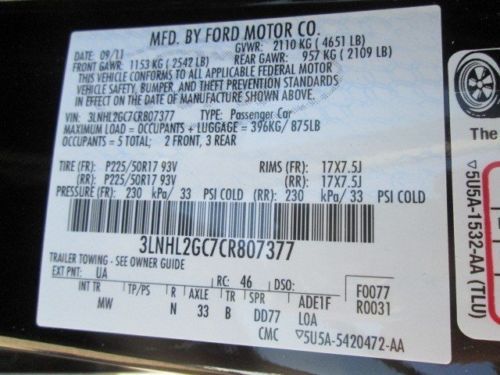 MFD. BY FORD MOTOR CO.
DATE: 09/11 GVWR: 2110 KG (4651 LB)
FRONT GAWR: 1153 KG (2542 LB) REAR GAWR: 957 KG (2109 LB)
THIS VEHICLE CONFORMS TO ALL APPLICABLE FEDERAL MOTOR
VEHICLE SAFETY, BUMPER, AND THEFT PREVENTION STANDARDS
IN EFFECT ON THE DATE OF MANUFACTURE SHOWN ABOVE.
VIN: 3LNHL2GC7CR807377 TYPE: Passenger Car
MAXIMUM LOAD = OCCUPANTS + LUGGAGE = 396KG/875LB
OCCUPANTS = 5 TOTAL; 2 FRONT, 3 REAR
TIRE (FR): P225/50R17 93V RIMS (FR): 17X7.5J
(RR): P225/50R17 93V (RR): 17X7.5J
PRESSURE (FR): 230 kPa/ 33 PSI COLD (RR): 230 kPa/ 33 PSI COLD
3LNHL2GC7CR807377
TRAILER TOWING - SEE OWNER GUIDE
EXT PNT: UA RC: 46 DSO: F0077
INT TR TP/PS R AXLE TR SPR ADE1F R0031
MW N 33 B DD77 LOA
CMC ▽5U5A-5420472-AA
The
▽5U5A-1532-AA (TLU)